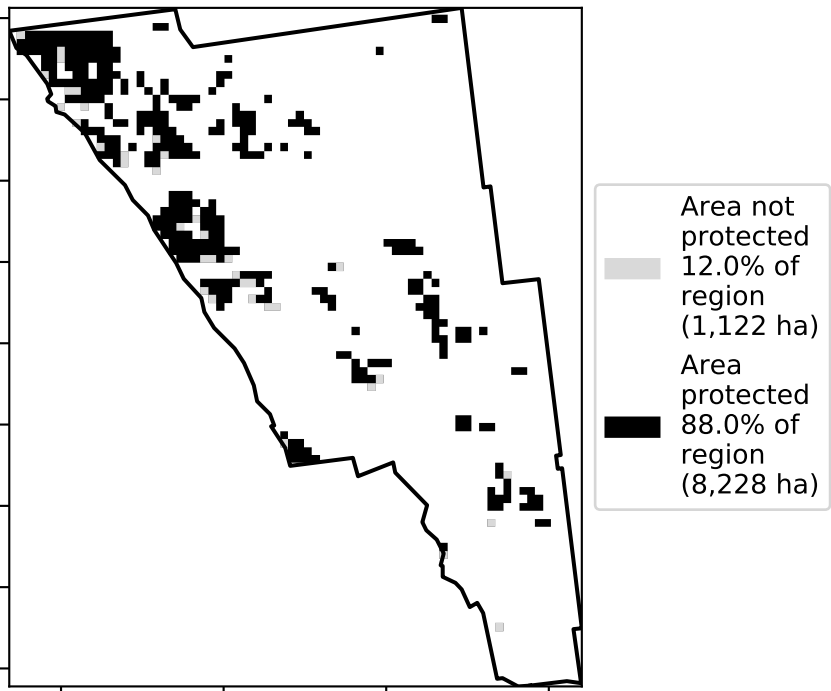 Area not
protected
12.0% of
region
(1,122 ha)
Area
protected
88.0% of
region
(8,228 ha)